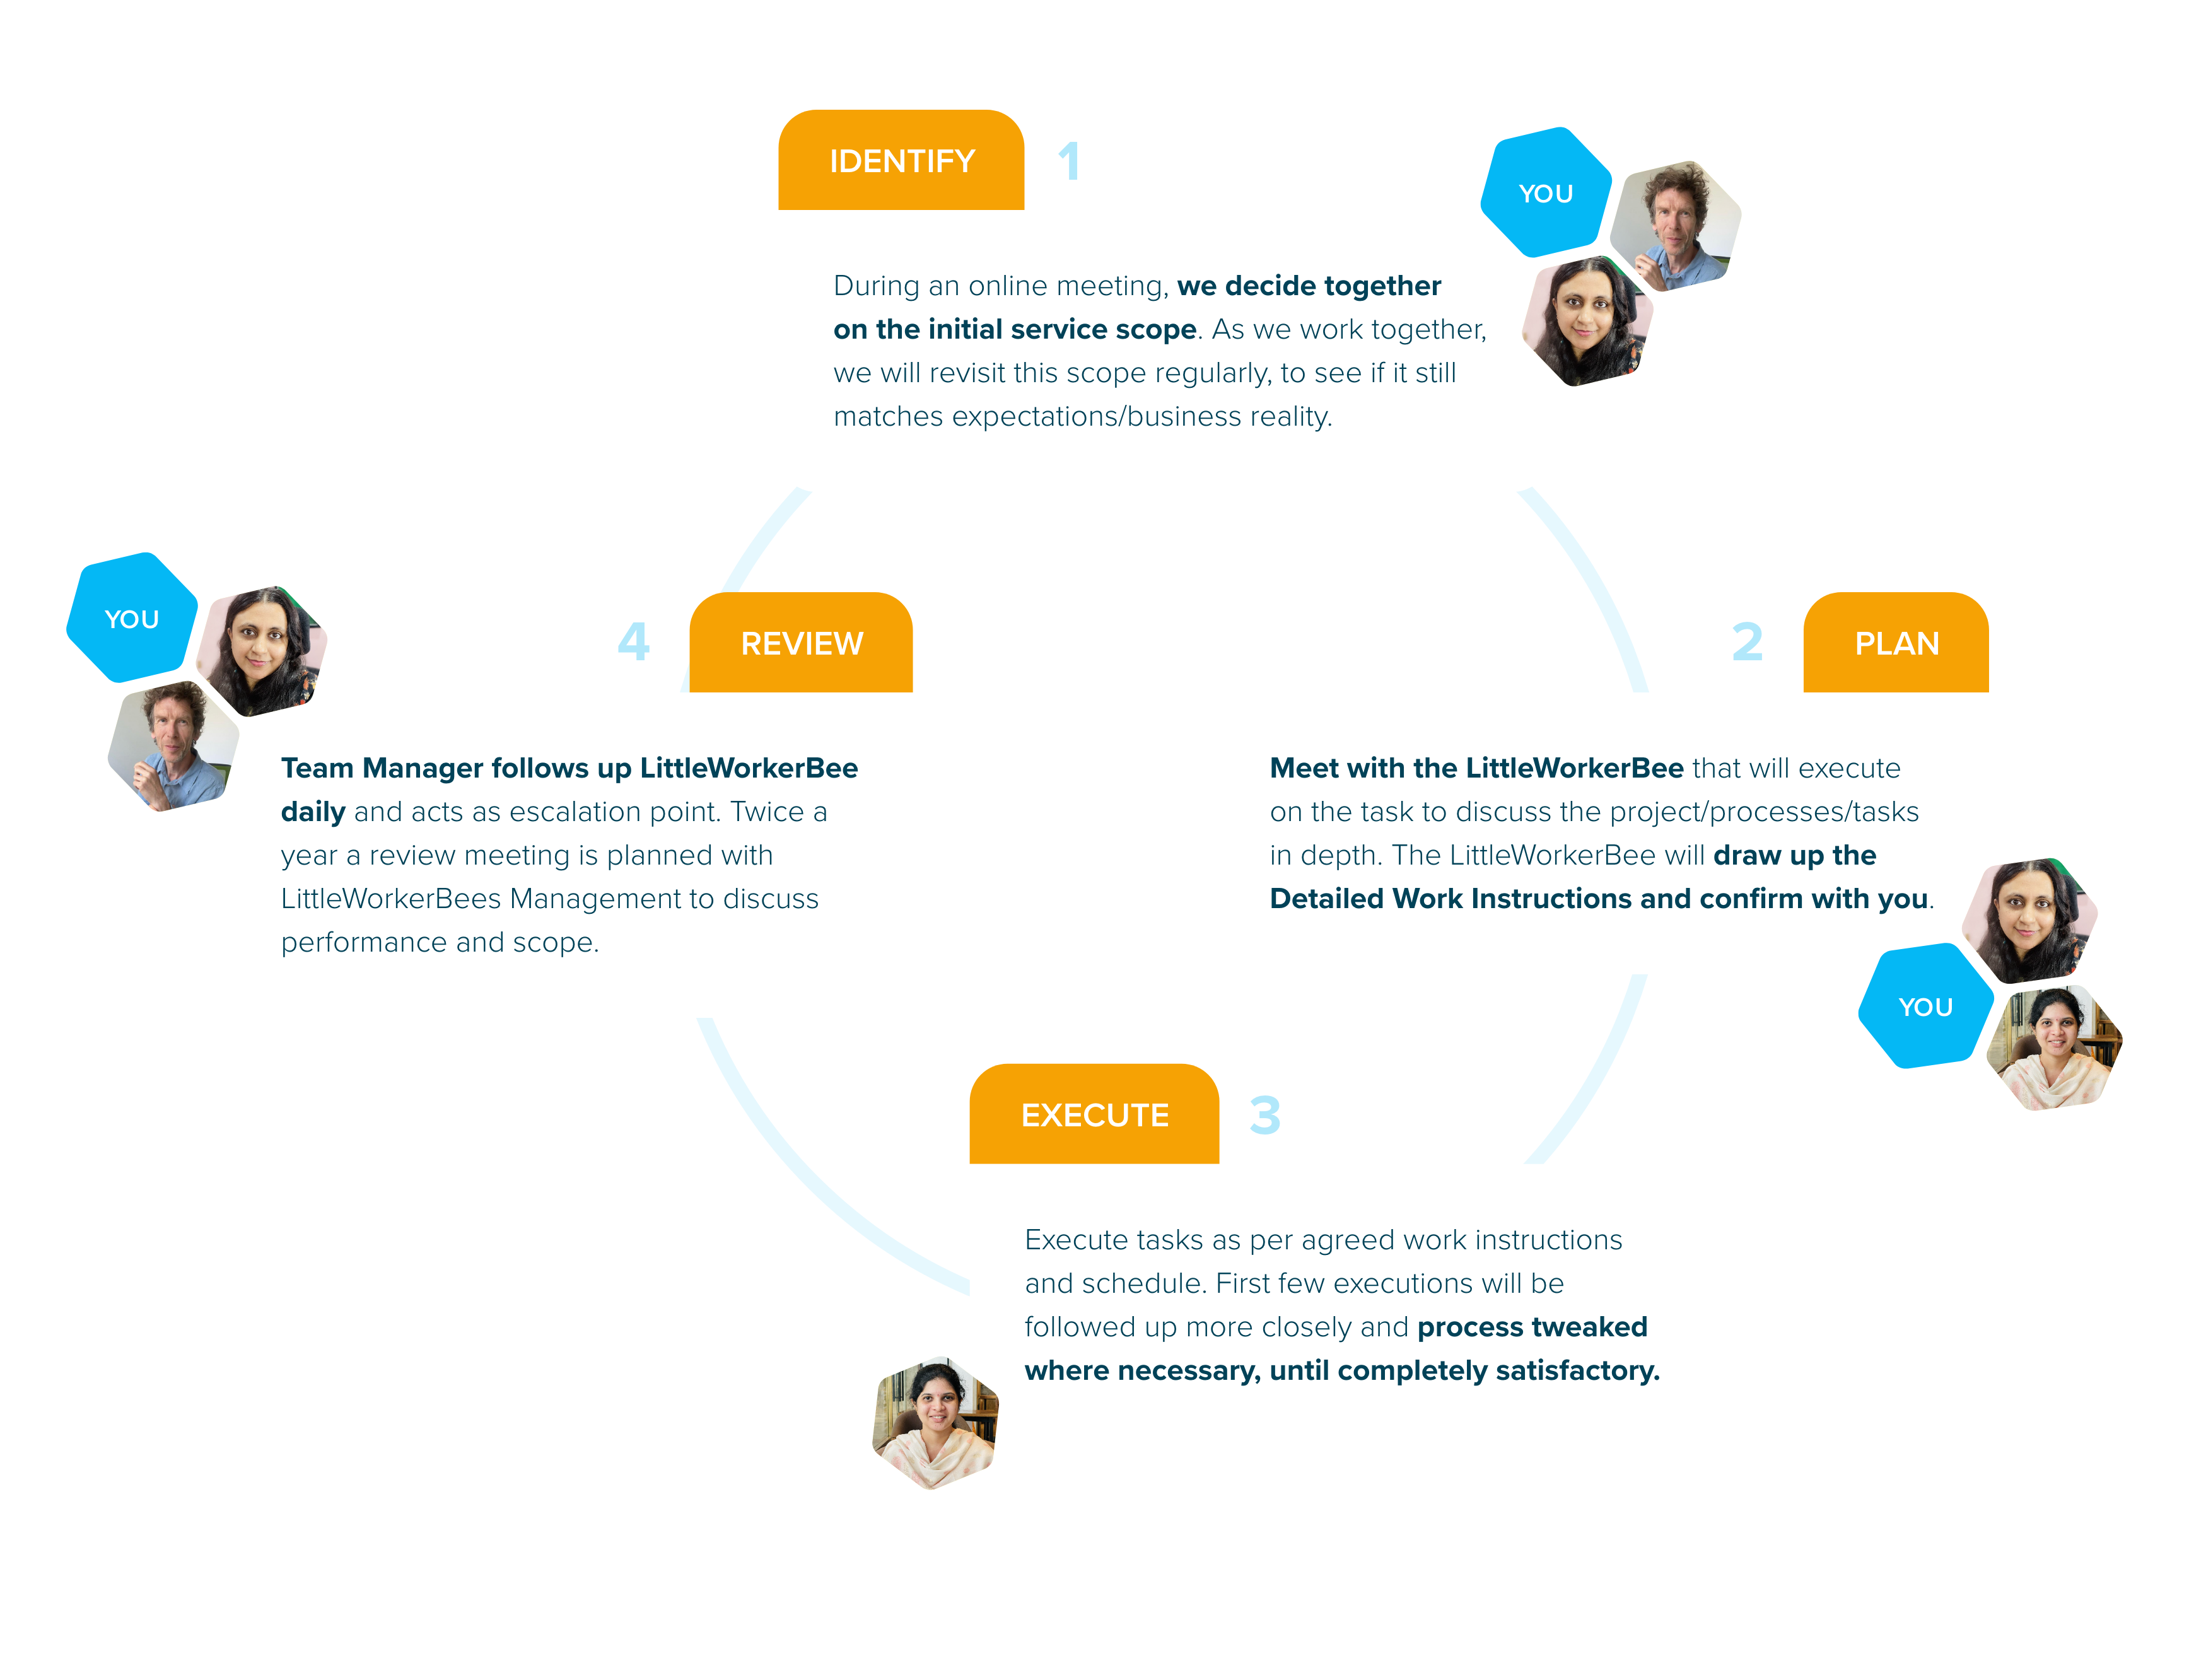 IDENTIFY
1
YOU
During an online meeting, we decide together
on the initial service scope. As we work together,
we will revisit this scope regularly, to see if it still
matches expectations/business reality.
2
PLAN
Meet with the LittleWorkerBee that will execute
on the task to discuss the project/processes/tasks
in depth. The LittleWorkerBee will draw up the
Detailed Work Instructions and confirm with you.
YOU
EXECUTE
3
Execute tasks as per agreed work instructions
and schedule. First few executions will be
followed up more closely and process tweaked
where necessary, until completely satisfactory.
YOU
4
REVIEW
Team Manager follows up LittleWorkerBee
daily and acts as escalation point. Twice a
year a review meeting is planned with
LittleWorkerBees Management to discuss
performance and scope.